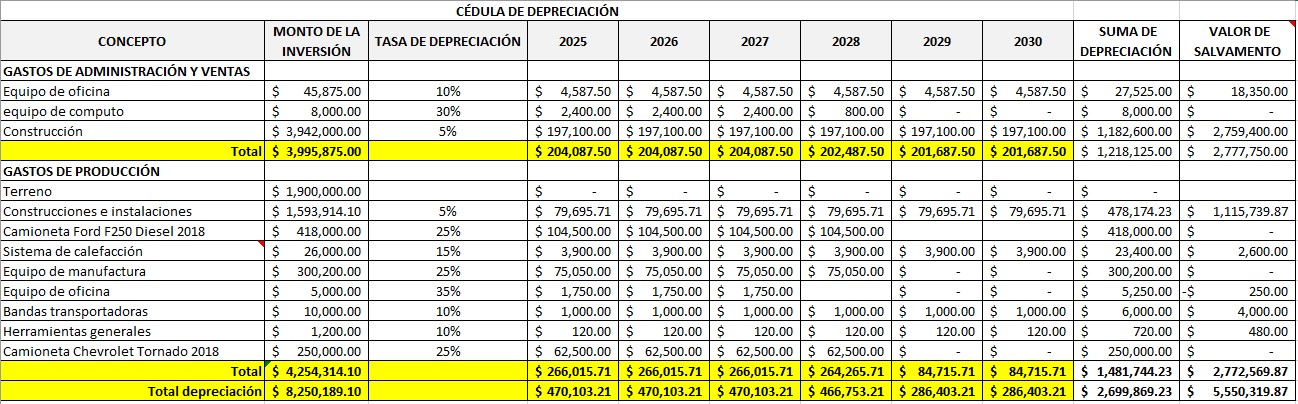 CÉDULA DE DEPRECIACIÓN
CONCEPTO MONTO DE LA INVERSIÓN TASA DE DEPRECIACIÓN 2025 2026 2027 2028 2029 2030 SUMA DE DEPRECIACIÓN VALOR DE SALVAMENTO
GASTOS DE ADMINISTRACIÓN Y VENTAS
Equipo de oficina $ 45,875.00 10% $ 4,587.50 $ 4,587.50 $ 4,587.50 $ 4,587.50 $ 4,587.50 $ 4,587.50 $ 27,525.00 $ 18,350.00
equipo de computo $ 8,000.00 30% $ 2,400.00 $ 2,400.00 $ 2,400.00 $ 800.00 $ - $ - $ 8,000.00 $ -
Construcción $ 3,942,000.00 5% $ 197,100.00 $ 197,100.00 $ 197,100.00 $ 197,100.00 $ 197,100.00 $ 197,100.00 $ 1,182,600.00 $ 2,759,400.00
Total $ 3,995,875.00 $ 204,087.50 $ 204,087.50 $ 204,087.50 $ 202,487.50 $ 201,687.50 $ 201,687.50 $ 1,218,125.00 $ 2,777,750.00
GASTOS DE PRODUCCIÓN
Terreno $ 1,900,000.00 $ - $ - $ - $ - $ - $ - $ -
Construcciones e instalaciones $ 1,593,914.10 5% $ 79,695.71 $ 79,695.71 $ 79,695.71 $ 79,695.71 $ 79,695.71 $ 79,695.71 $ 478,174.23 $ 1,115,739.87
Camioneta Ford F250 Diesel 2018 $ 418,000.00 25% $ 104,500.00 $ 104,500.00 $ 104,500.00 $ 104,500.00 $ 418,000.00 $ -
Sistema de calefacción $ 26,000.00 15% $ 3,900.00 $ 3,900.00 $ 3,900.00 $ 3,900.00 $ 3,900.00 $ 3,900.00 $ 23,400.00 $ 2,600.00
Equipo de manufactura $ 300,200.00 25% $ 75,050.00 $ 75,050.00 $ 75,050.00 $ 75,050.00 $ - $ - $ 300,200.00 $ -
Equipo de oficina $ 5,000.00 35% $ 1,750.00 $ 1,750.00 $ 1,750.00 $ - $ - $ 5,250.00 -$ 250.00
Bandas transportadoras $ 10,000.00 10% $ 1,000.00 $ 1,000.00 $ 1,000.00 $ 1,000.00 $ 1,000.00 $ 1,000.00 $ 6,000.00 $ 4,000.00
Herramientas generales $ 1,200.00 10% $ 120.00 $ 120.00 $ 120.00 $ 120.00 $ 120.00 $ 120.00 $ 720.00 $ 480.00
Camioneta Chevrolet Tornado 2018 $ 250,000.00 25% $ 62,500.00 $ 62,500.00 $ 62,500.00 $ 62,500.00 $ - $ - $ 250,000.00 $ -
Total $ 4,254,314.10 $ 266,015.71 $ 266,015.71 $ 266,015.71 $ 264,265.71 $ 84,715.71 $ 84,715.71 $ 1,481,744.23 $ 2,772,569.87
Total depreciación $ 8,250,189.10 $ 470,103.21 $ 470,103.21 $ 470,103.21 $ 466,753.21 $ 286,403.21 $ 286,403.21 $ 2,699,869.23 $ 5,550,319.87